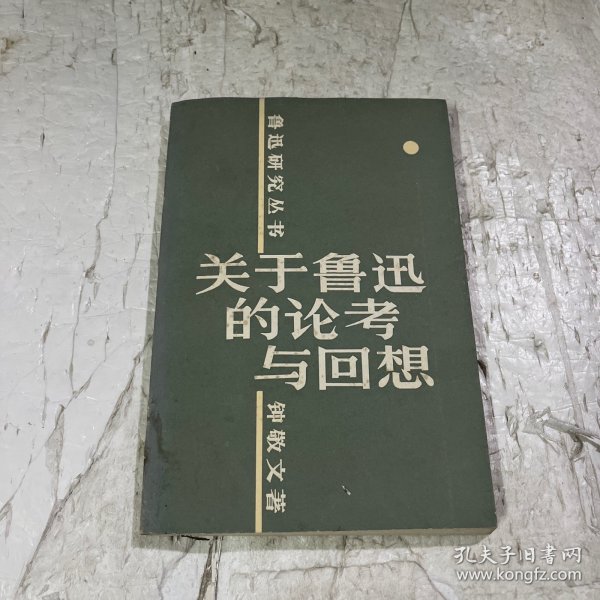 鲁迅研究丛书
关于鲁迅
的论考
与回想
钟敬文著
孔夫子旧书网
www.kongfz.com